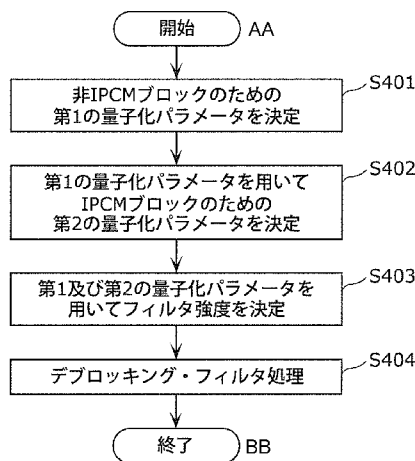 開始 AA
S401
非IPCMブロックのための
第1の量子化パラメータを決定
S402
第1の量子化パラメータを用いて
IPCMブロックのための
第2の量子化パラメータを決定
S403
第1及び第2の量子化パラメータを
用いてフィルタ強度を決定
S404
デブロッキング・フィルタ処理
終了 BB